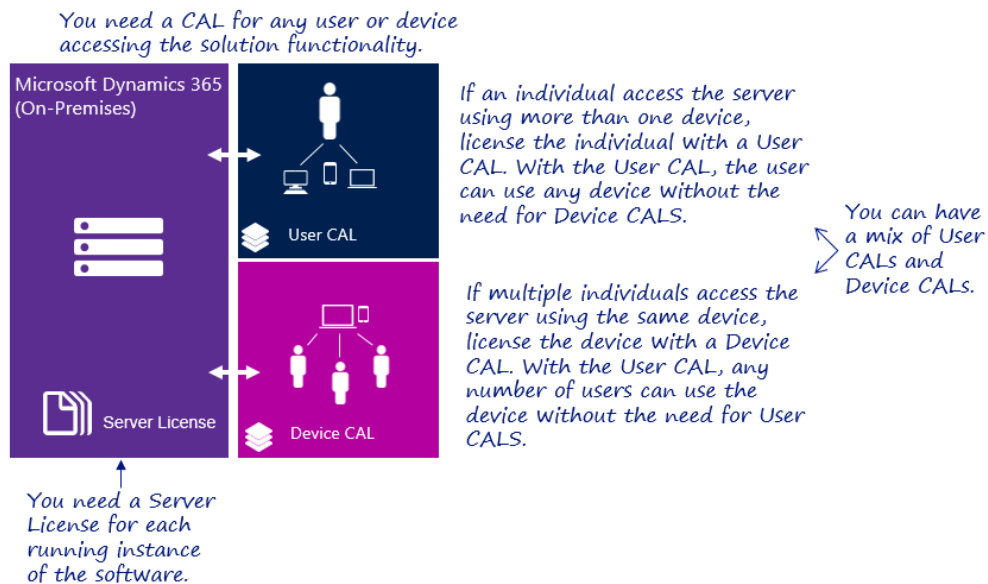 You need a CAL for any user or device
accessing the solution functionality.
Microsoft Dynamics 365
(On-Premises)
Server License
User CAL
Device CAL
If an individual access the server
using more than one device,
license the individual with a User
CAL. With the User CAL, the user
can use any device without the
need for Device CALS.
If multiple individuals access the
server using the same device,
license the device with a Device
CAL. With the User CAL, any
number of users can use the
device without the need for User
CALS.
You can have
a mix of User
CALs and
Device CALs.
You need a Server
License for each
running instance
of the software.